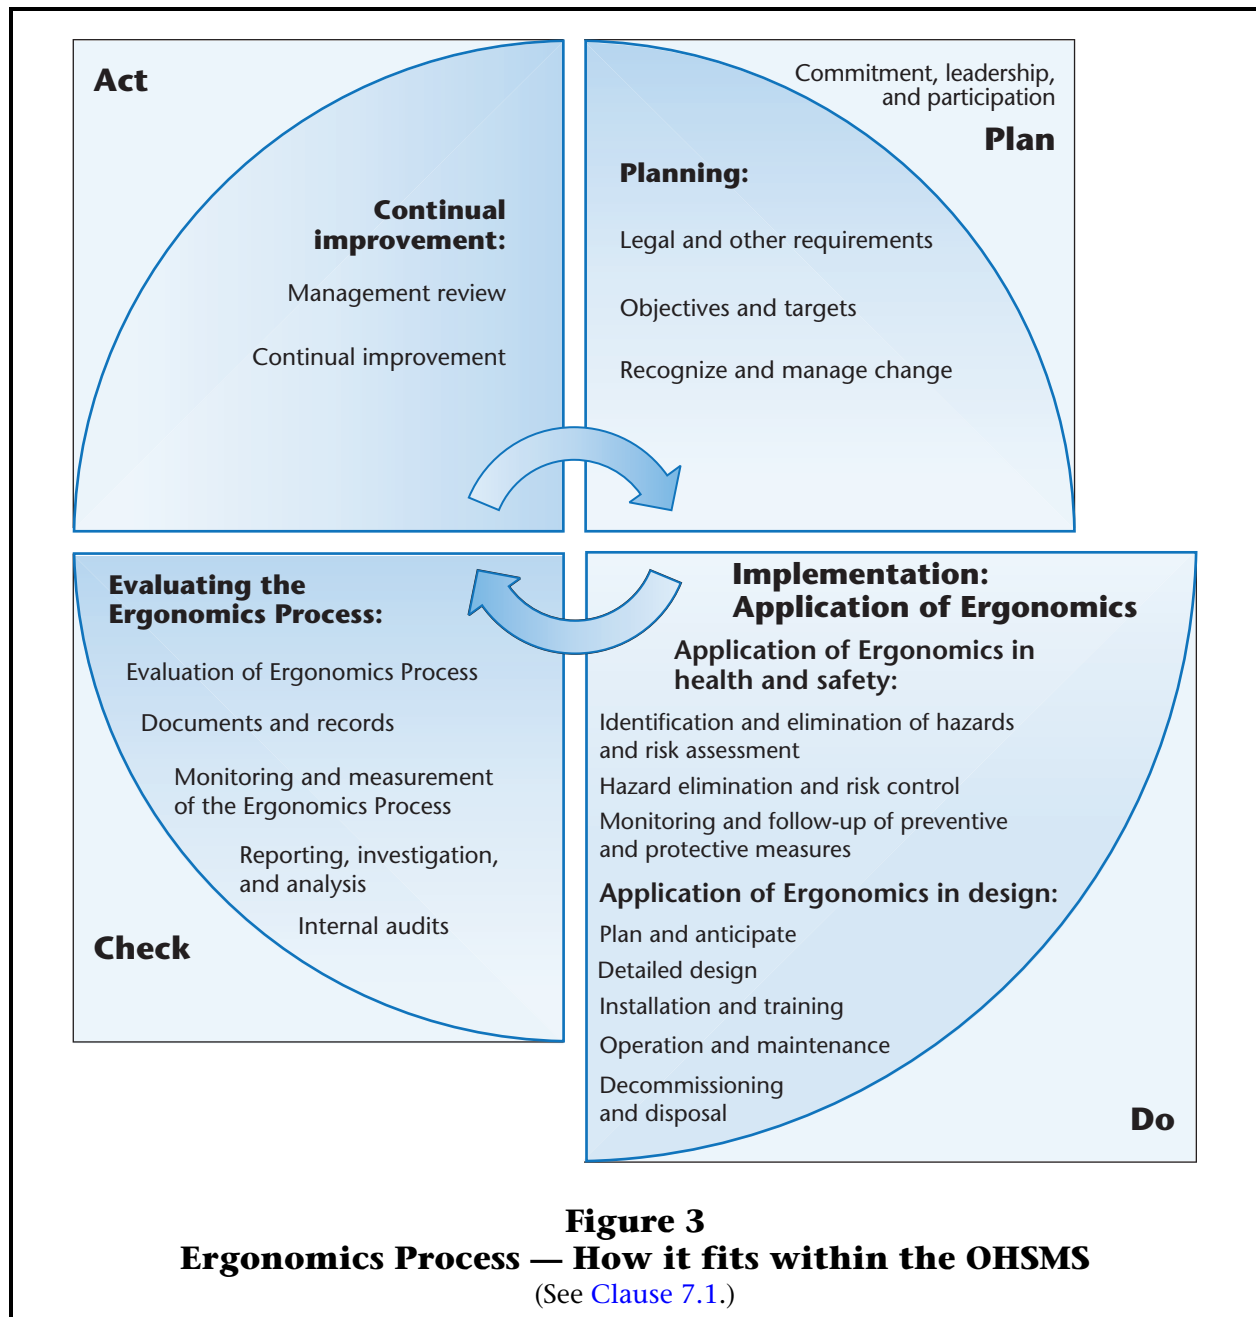 Act
Continual
improvement:
Management review
Continual improvement
Commitment, leadership,
and participation
Plan
Planning:
Legal and other requirements
Objectives and targets
Recognize and manage change
Evaluating the
Ergonomics Process:
Evaluation of Ergonomics Process
Documents and records
Monitoring and measurement
of the Ergonomics Process
Reporting, investigation,
and analysis
Internal audits
Check
Implementation:
Application of Ergonomics
Application of Ergonomics in
health and safety:
Identification and elimination of hazards
and risk assessment
Hazard elimination and risk control
Monitoring and follow-up of preventive
and protective measures
Application of Ergonomics in design:
Plan and anticipate
Detailed design
Installation and training
Operation and maintenance
Decommissioning
and disposal
Do
Figure 3
Ergonomics Process — How it fits within the OHSMS
(See Clause 7.1.)